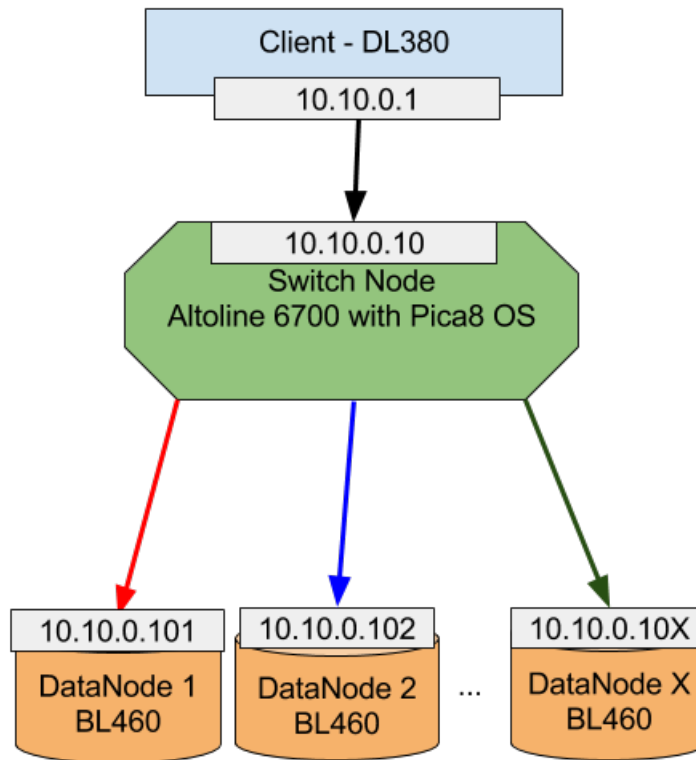 Client - DL380
10.10.0.1
10.10.0.10
Switch Node
Altoline 6700 with Pica8 OS
10.10.0.101
10.10.0.102
10.10.0.10X
DataNode 1
BL460
DataNode 2
BL460
...
DataNode X
BL460